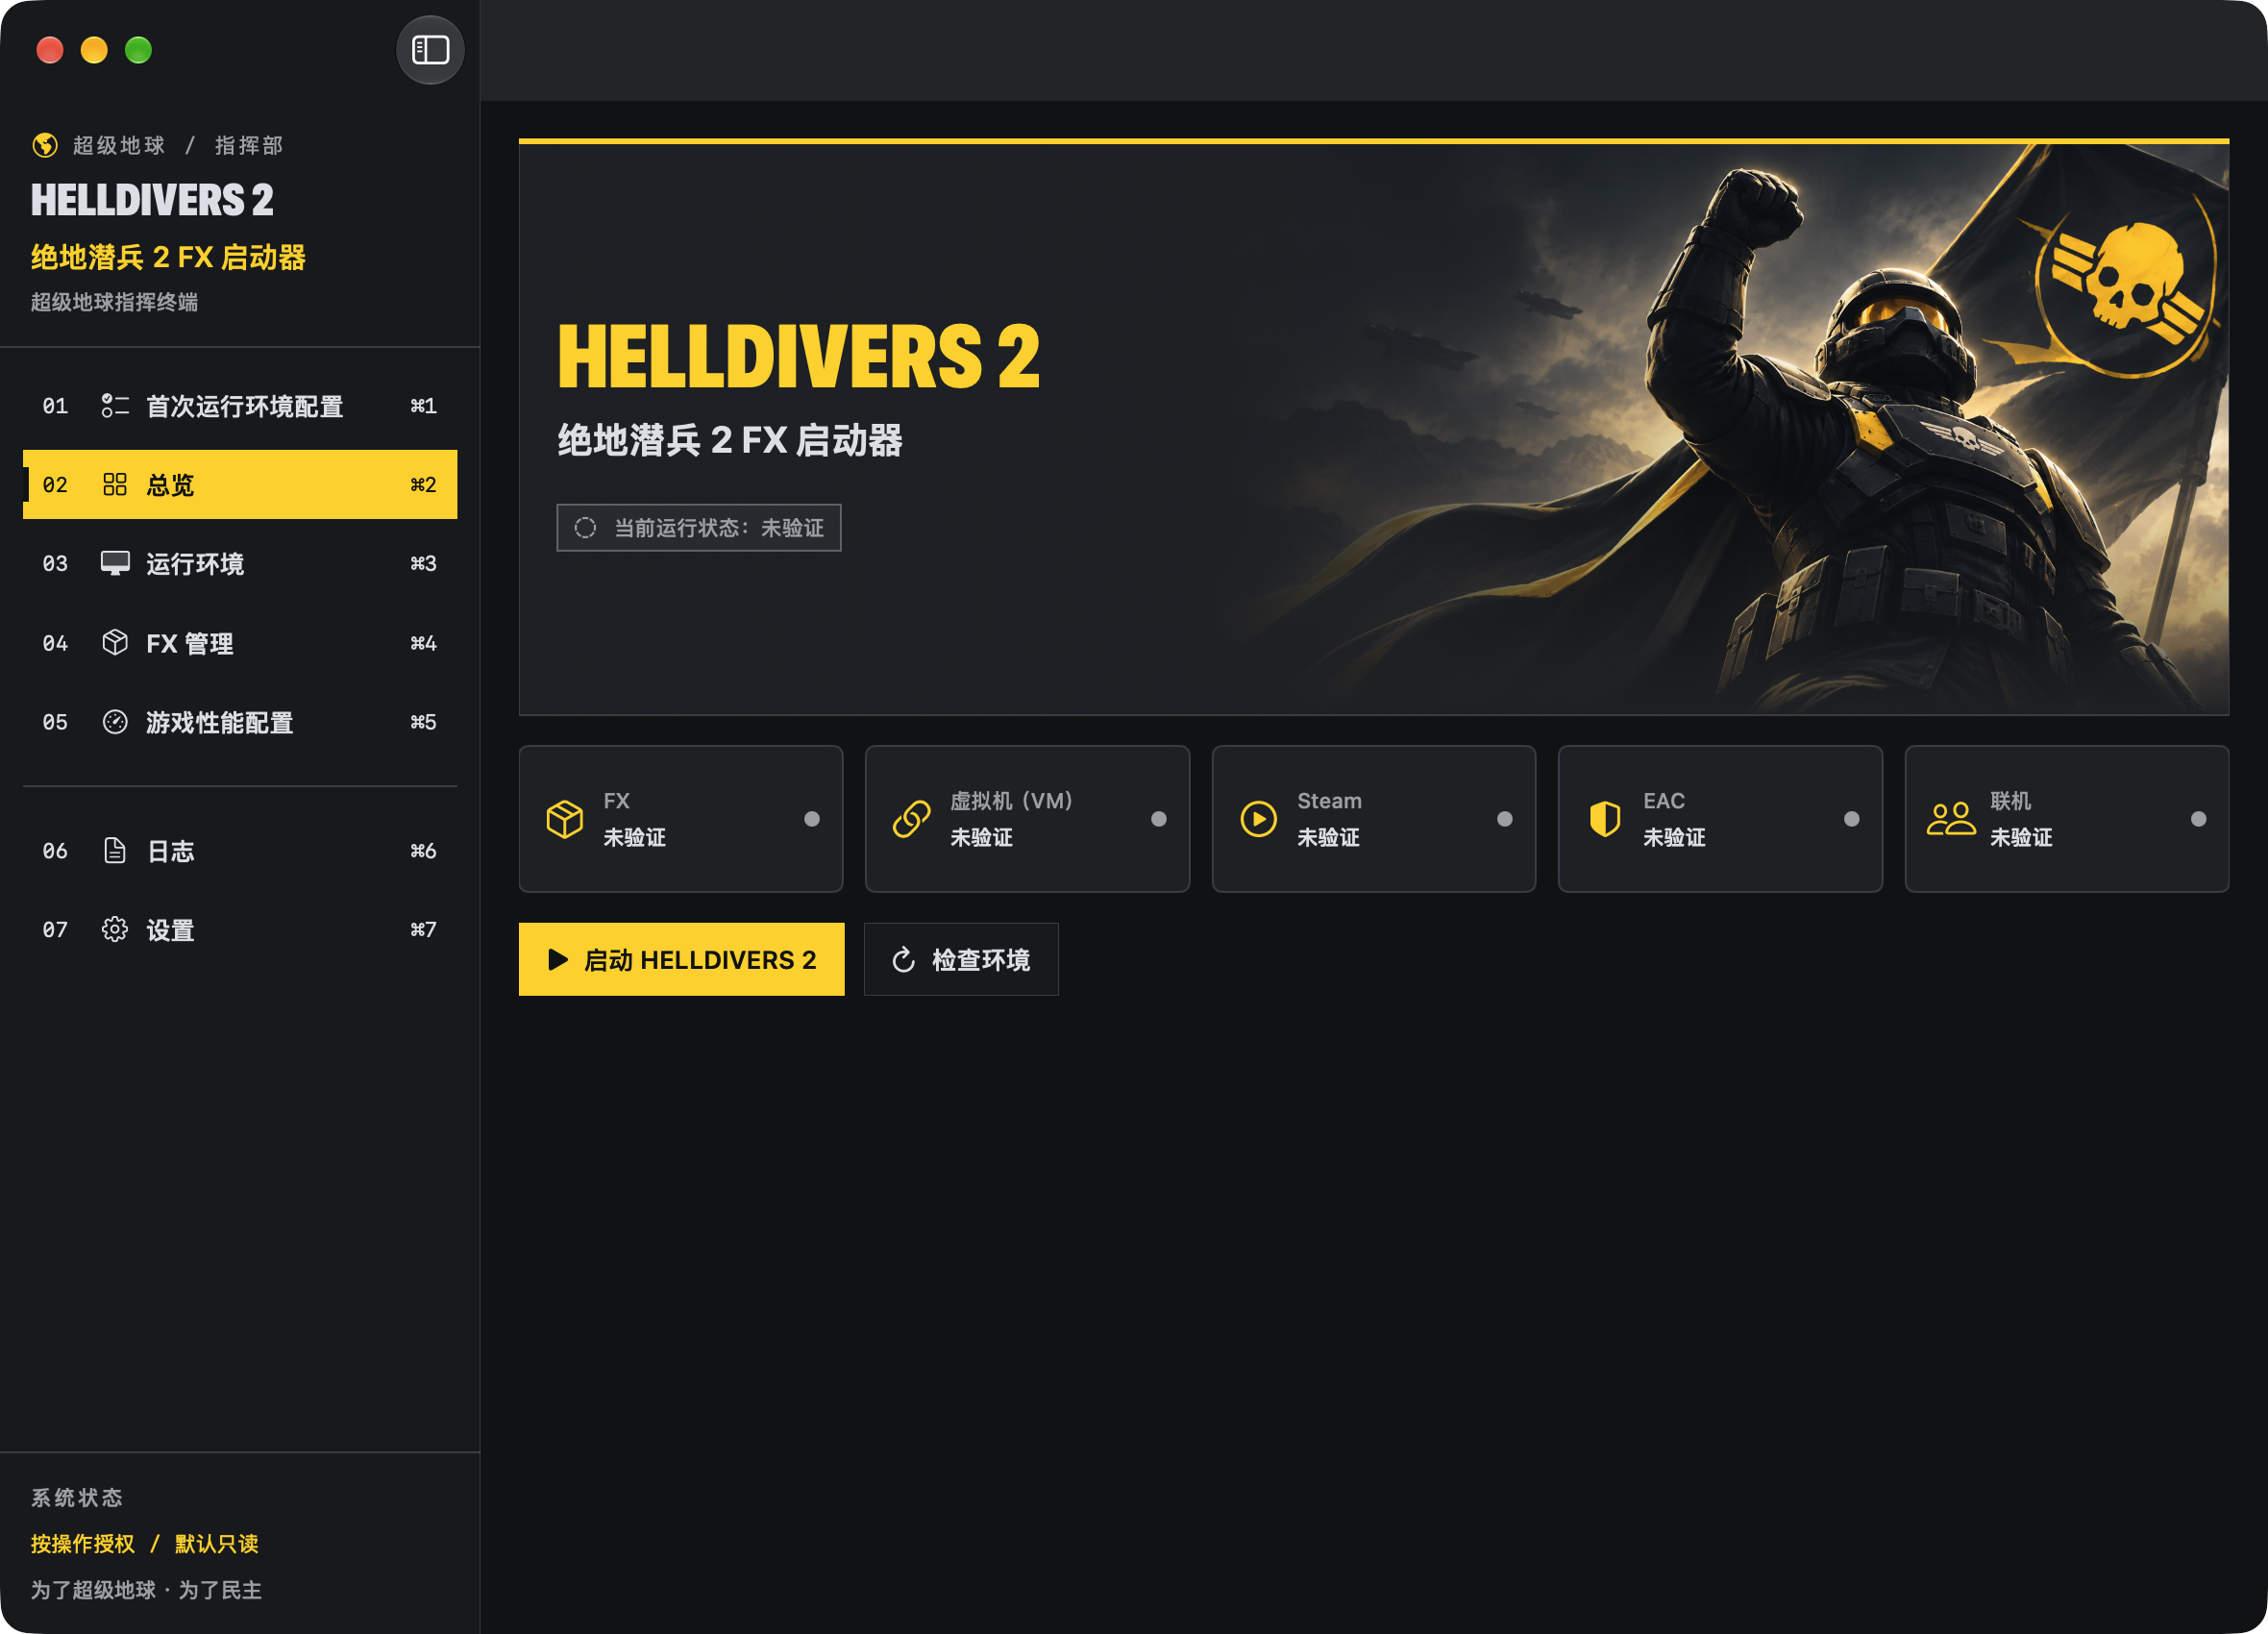 超级地球 / 指挥部
HELLDIVERS 2
绝地潜兵 2 FX 启动器
超级地球指挥终端
01 首次运行环境配置 ⌘1
02 总览 ⌘2
03 运行环境 ⌘3
04 FX 管理 ⌘4
05 游戏性能配置 ⌘5
06 日志 ⌘6
07 设置 ⌘7
系统状态
按操作授权 / 默认只读
为了超级地球 · 为了民主
HELLDIVERS 2
绝地潜兵 2 FX 启动器
当前运行状态：未验证
FX
未验证
虚拟机 (VM)
未验证
Steam
未验证
EAC
未验证
联机
未验证
启动 HELLDIVERS 2
检查环境